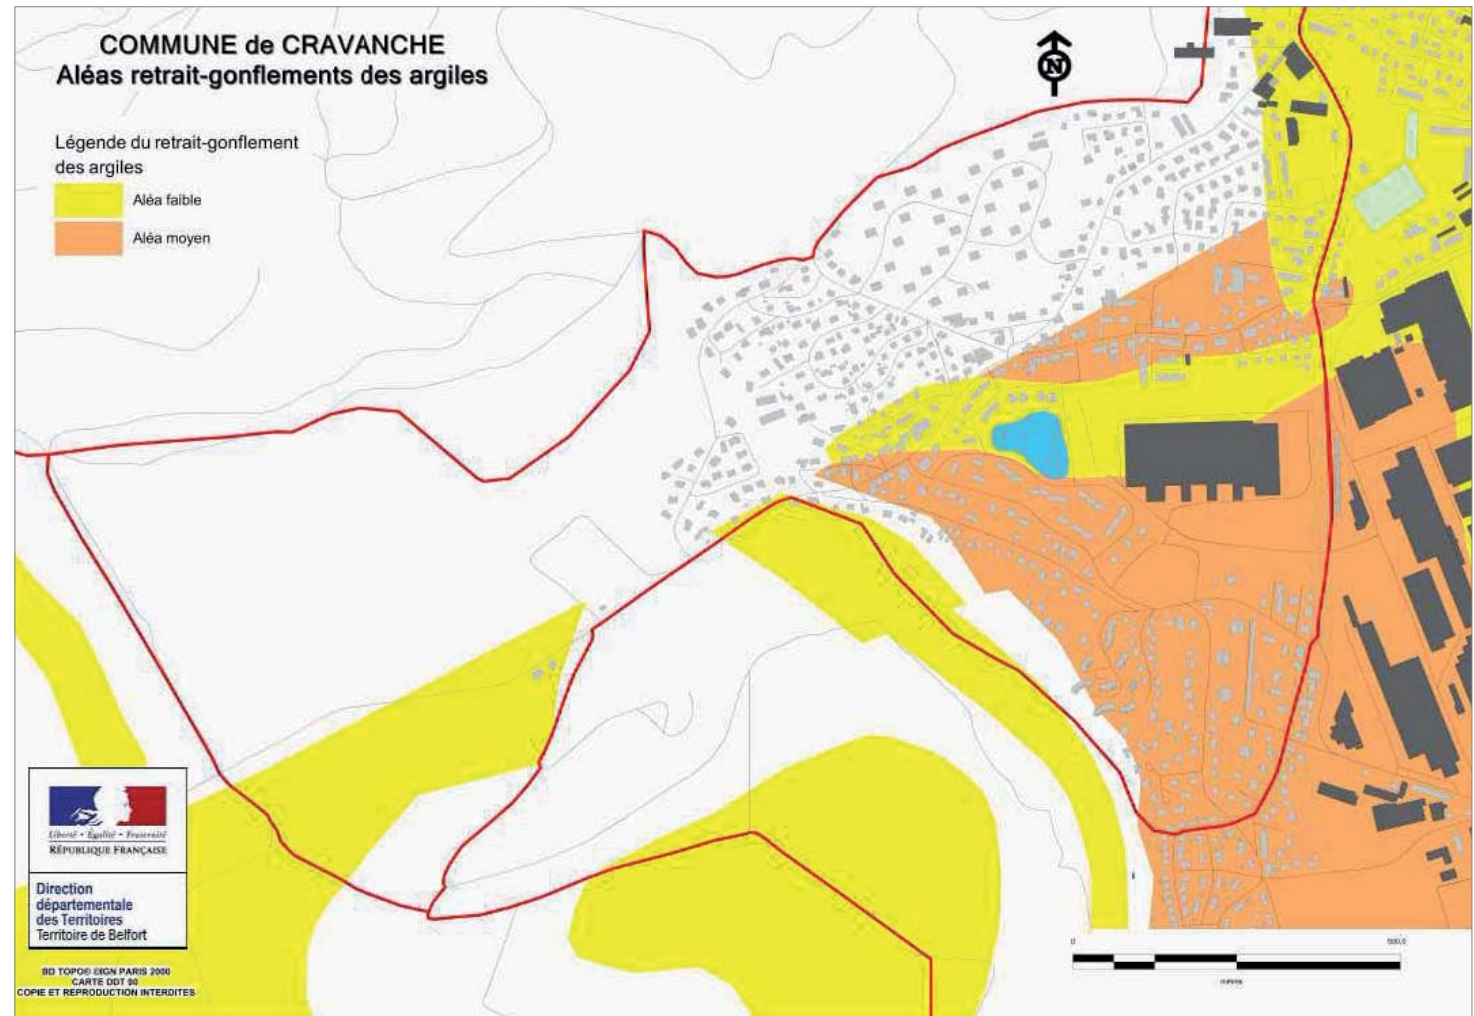 COMMUNE de CRAVANCHE
Aléas retrait-gonflements des argiles
N
Légende du retrait-gonflement
des argiles
Aléa faible
Aléa moyen
Liberté • Égalité • Fraternité
RÉPUBLIQUE FRANÇAISE
Direction
départementale
des Territoires
Territoire de Belfort
BD TOPO® ©IGN PARIS 2000
CARTE DDT 90
COPIE ET REPRODUCTION INTERDITES
0
mètres